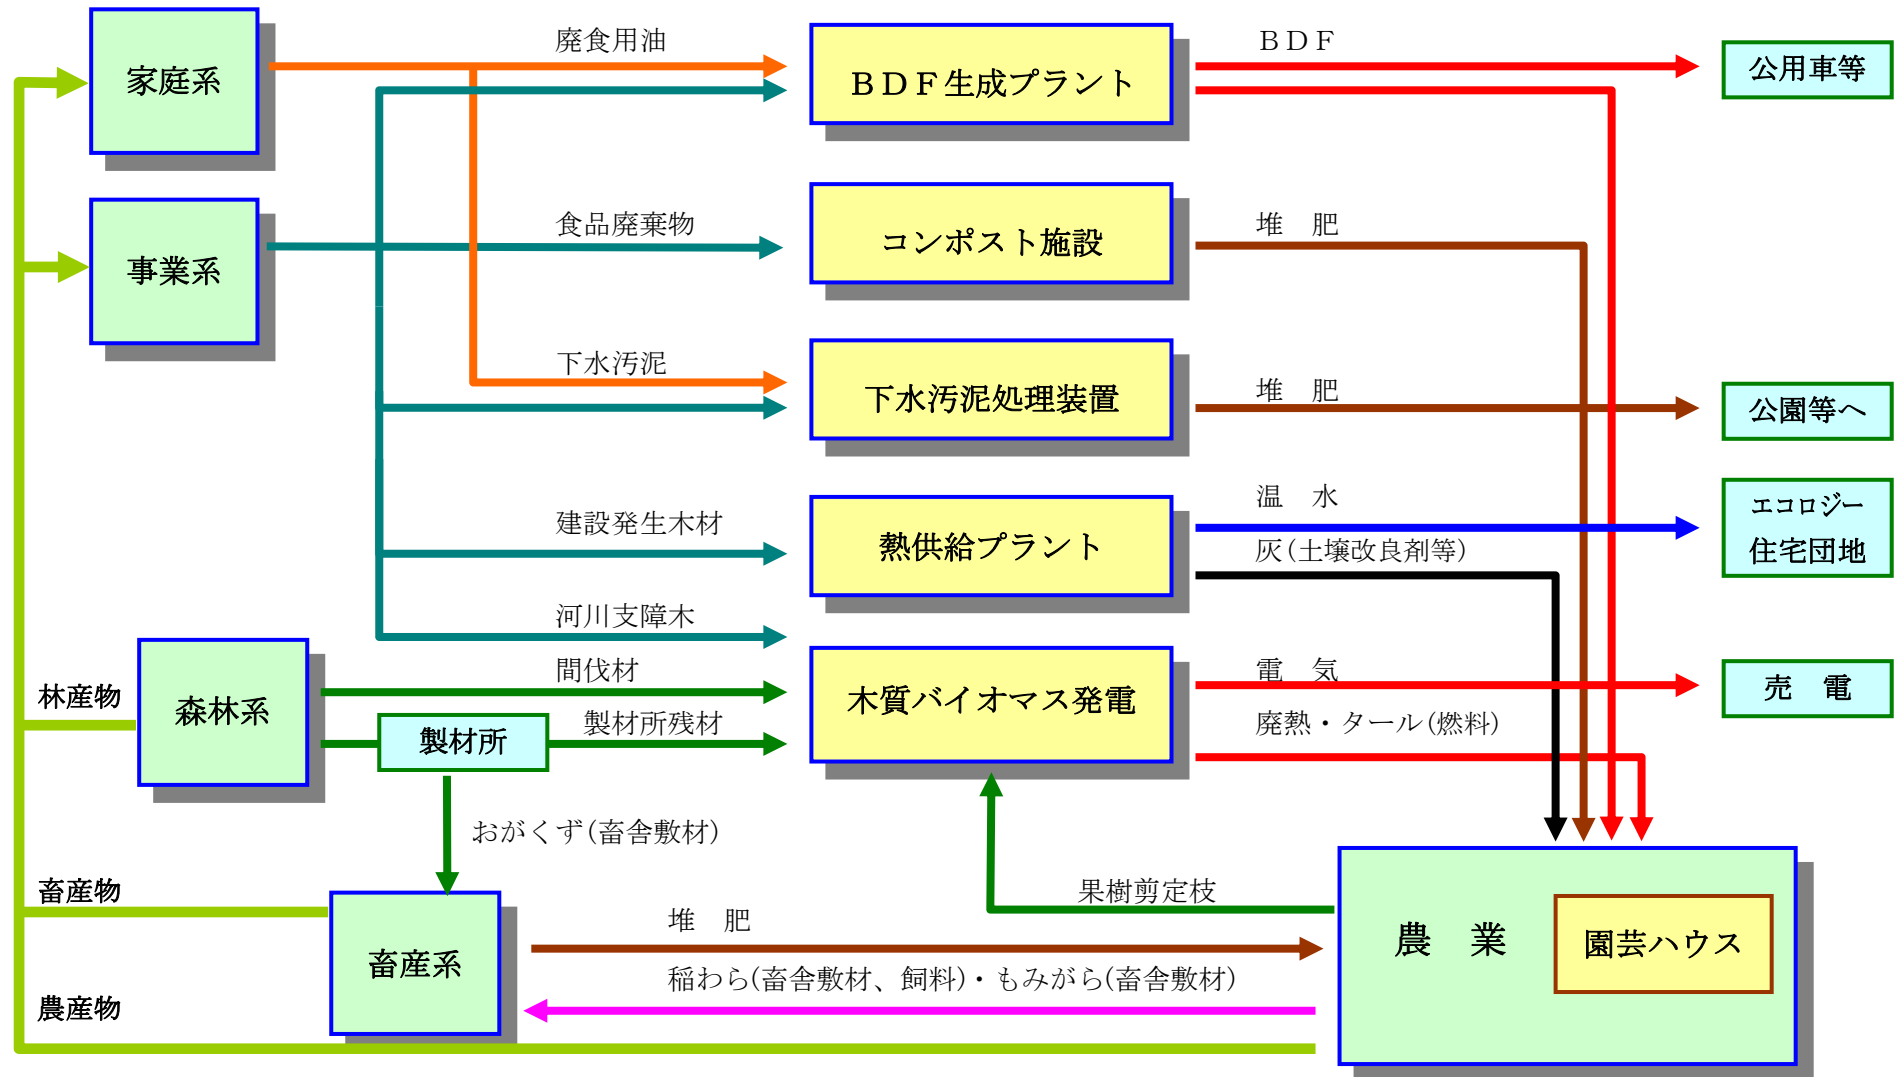 家庭系
廃食用油
ＢＤＦ生成プラント
ＢＤＦ
公用車等
事業系
食品廃棄物
コンポスト施設
堆　肥
下水汚泥
下水汚泥処理装置
堆　肥
公園等へ
建設発生木材
熱供給プラント
温　水
灰(土壌改良剤等)
エコロジー
住宅団地
河川支障木
林産物
森林系
間伐材
製材所
製材所残材
木質バイオマス発電
電　気
廃熱・タール(燃料)
売　電
おがくず(畜舎敷材)
畜産物
畜産系
果樹剪定枝
堆　肥
稲わら(畜舎敷材、飼料)・もみがら(畜舎敷材)
農　業
園芸ハウス
農産物